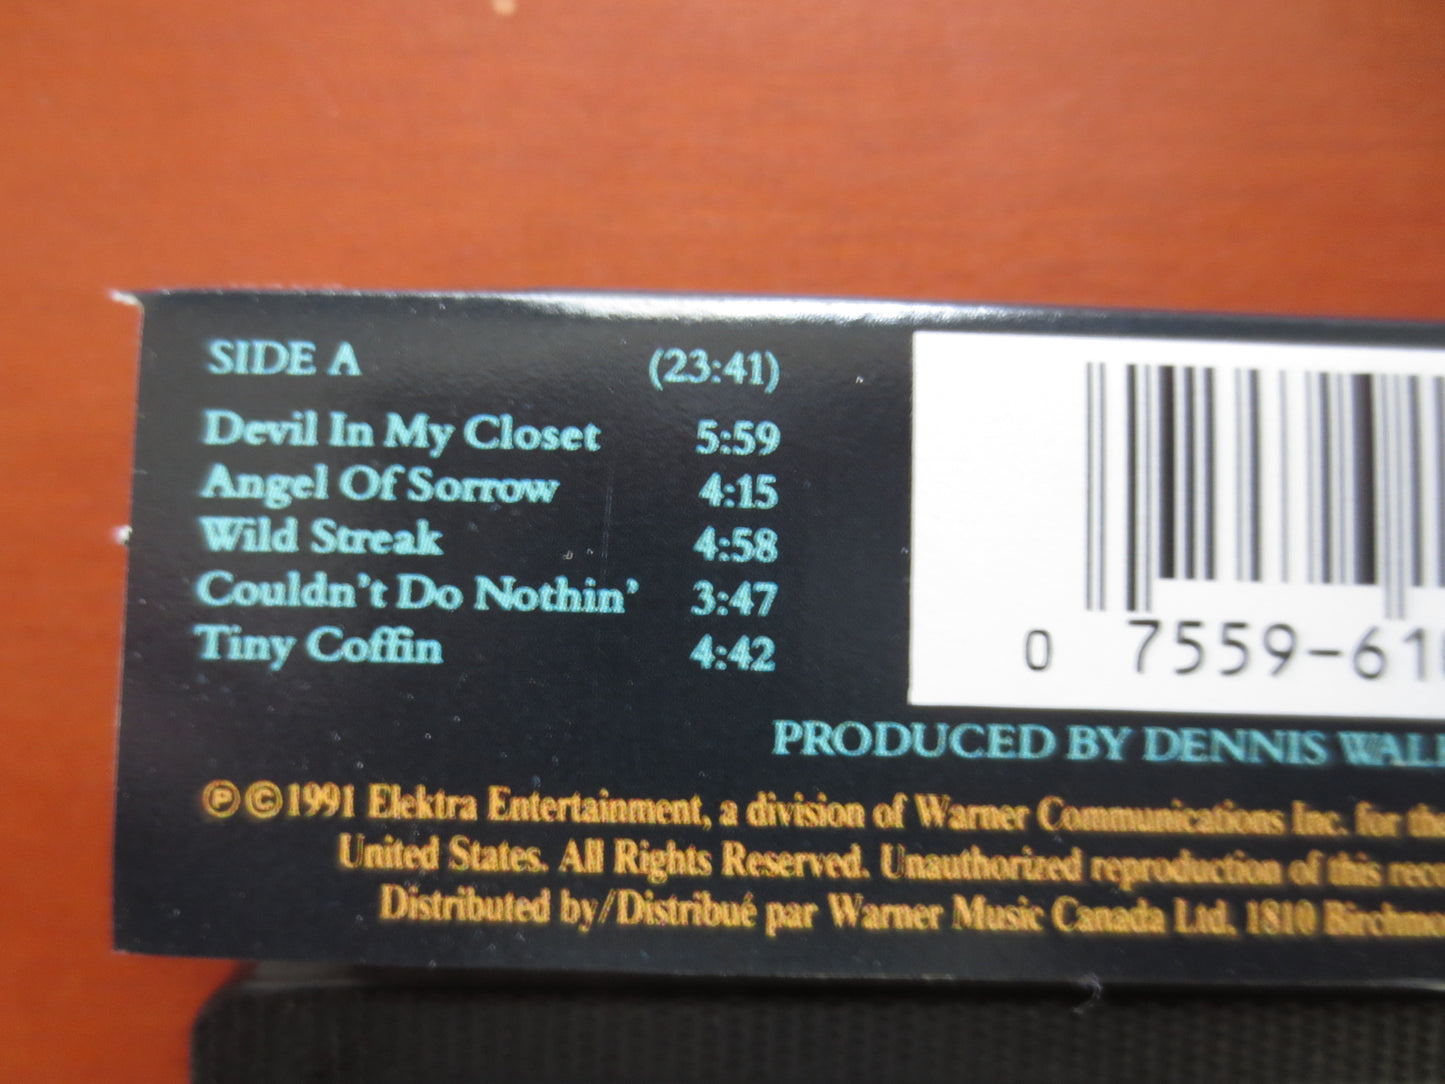 SIDE A (23:41)
Devil In My Closet 5:59
Angel Of Sorrow 4:15
Wild Streak 4:58
Couldn't Do Nothin' 3:47
Tiny Coffin 4:42
0 7559-61
PRODUCED BY DENNIS
℗ © 1991 Elektra Entertainment, a division of Warner Communications Inc. for the
United States. All Rights Reserved. Unauthorized reproduction of this
Distributed by/Distribué par Warner Music Canada Ltd, 1810